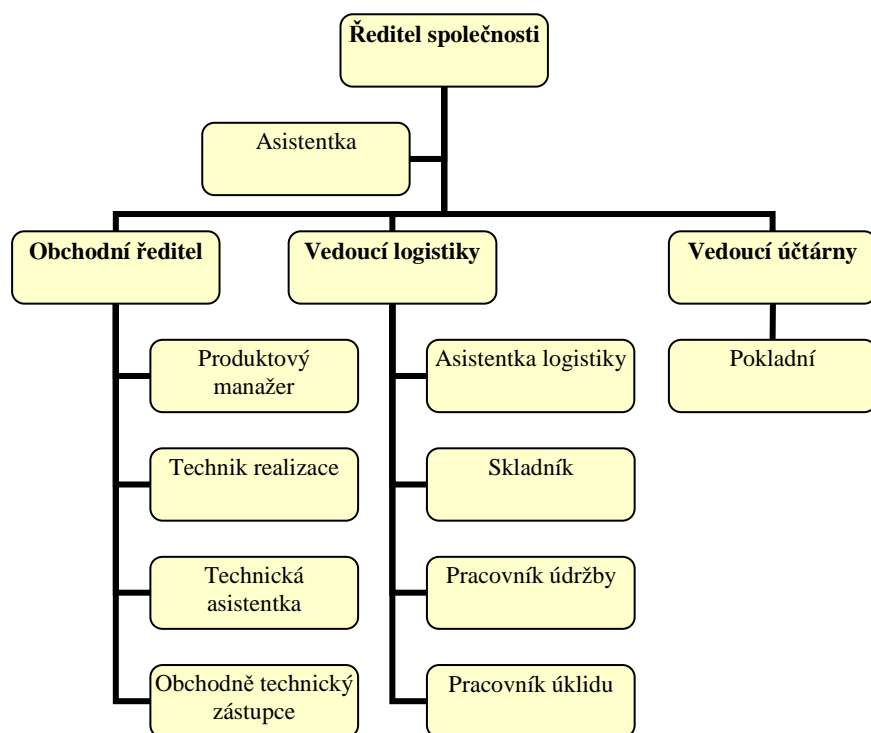 Ředitel společnosti
Asistentka
Obchodní ředitel
Vedoucí logistiky
Vedoucí účtárny
Produktový
manažer
Asistentka logistiky
Pokladní
Technik realizace
Skladník
Technická
asistentka
Pracovník údržby
Obchodně technický
zástupce
Pracovník úklidu